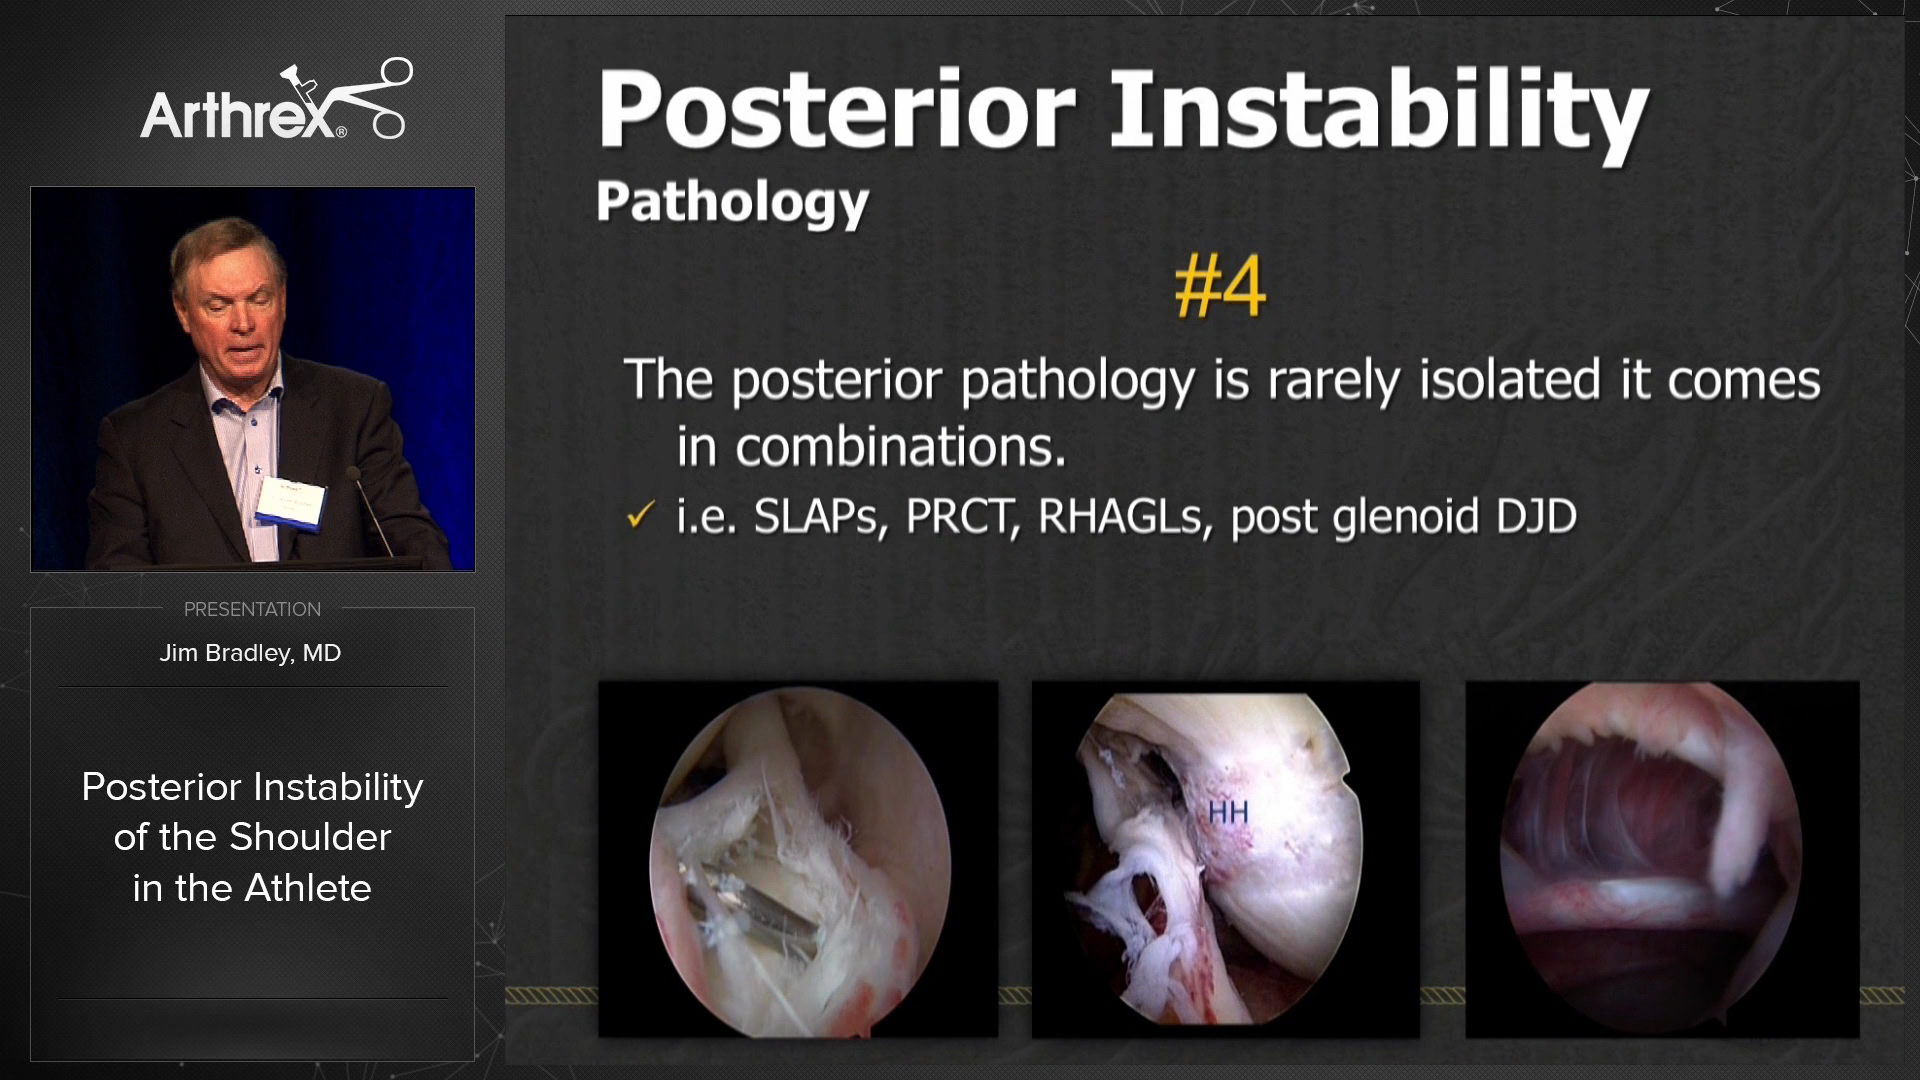 Arthrex®
PRESENTATION
Jim Bradley, MD
Posterior Instability
of the Shoulder
in the Athlete
Posterior Instability
Pathology
#4
The posterior pathology is rarely isolated it comes
in combinations.
✓ i.e. SLAPs, PRCT, RHAGLs, post glenoid DJD
HH